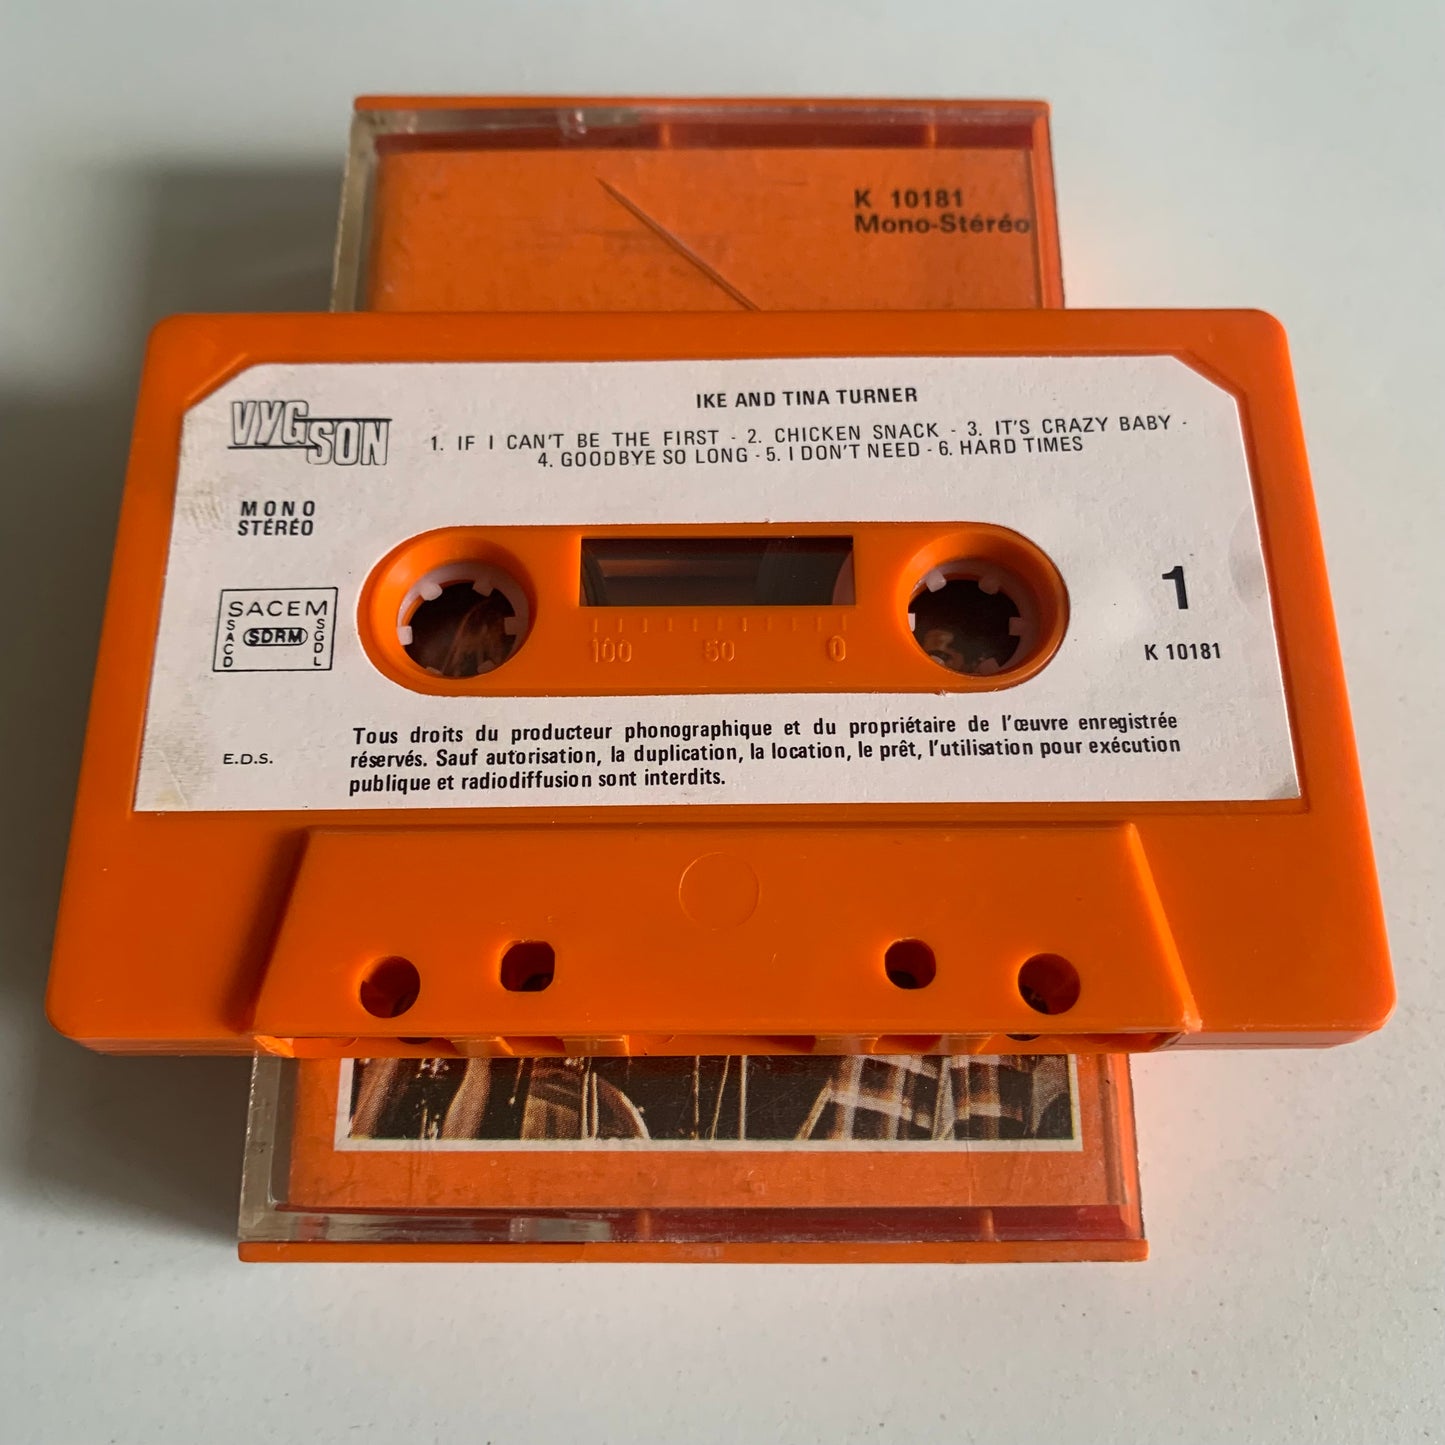 K 10181
Mono-Stéréo
IKE AND TINA TURNER
VYGSON
1. IF I CAN'T BE THE FIRST - 2. CHICKEN SNACK - 3. IT'S CRAZY BABY -
4. GOODBYE SO LONG - 5. I DON'T NEED - 6. HARD TIMES
MONO
STÉRÉO
SACEM
SACD
SDRM
SGDL
100 50 0
1
K 10181
E.D.S.
Tous droits du producteur phonographique et du propriétaire de l'œuvre enregistrée
réservés. Sauf autorisation, la duplication, la location, le prêt, l'utilisation pour exécution
publique et radiodiffusion sont interdits.